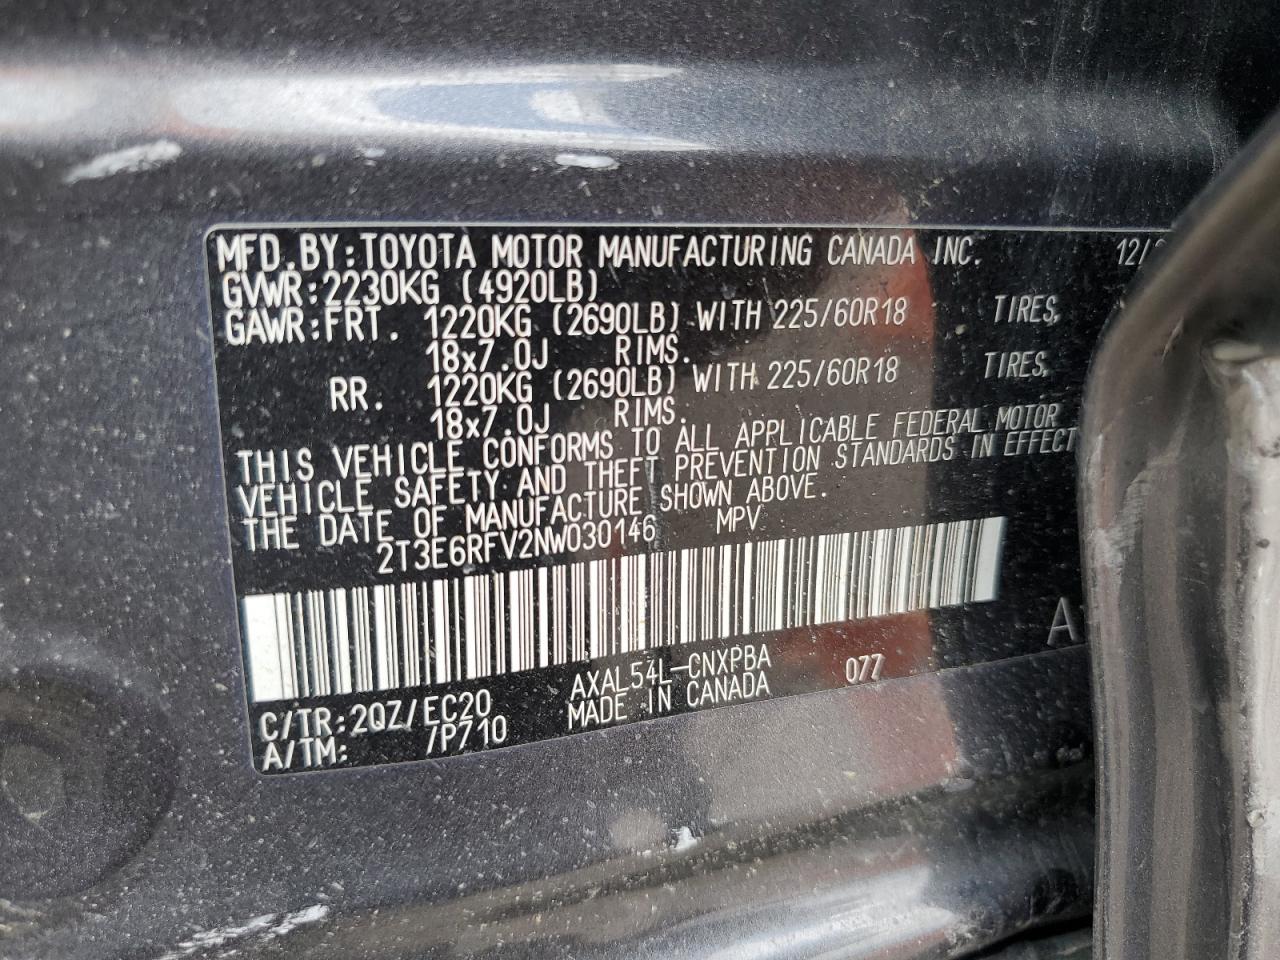 MFD.BY:TOYOTA MOTOR MANUFACTURING CANADA INC. 12/
GVWR:2230KG (4920LB)
GAWR:FRT. 1220KG (2690LB) WITH 225/60R18 TIRES,
18x7.0J RIMS.
RR. 1220KG (2690LB) WITH 225/60R18 TIRES,
18x7.0J RIMS.
THIS VEHICLE CONFORMS TO ALL APPLICABLE FEDERAL MOTOR
VEHICLE SAFETY AND THEFT PREVENTION STANDARDS IN EFFECT
THE DATE OF MANUFACTURE SHOWN ABOVE.
2T3E6RFV2NW030146 MPV
A
C/TR:2QZ/EC20 AXAL54L-CNXPBA 077
A/TM: /P710 MADE IN CANADA